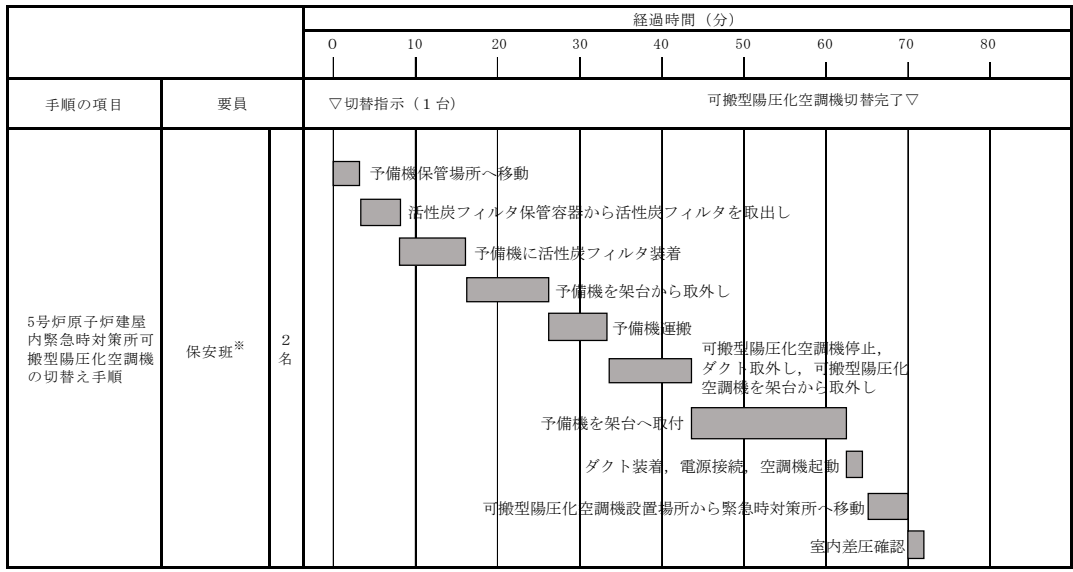 経過時間（分）
0 10 20 30 40 50 60 70 80
手順の項目 要員 ▽切替指示（１台） 可搬型陽圧化空調機切替完了▽
5号炉原子炉建屋
内緊急時対策所可
搬型陽圧化空調機
の切替え手順
保安班※
２
名
予備機保管場所へ移動
活性炭フィルタ保管容器から活性炭フィルタを取出し
予備機に活性炭フィルタ装着
予備機を架台から取外し
予備機運搬
可搬型陽圧化空調機停止，
ダクト取外し，可搬型陽圧化
空調機を架台から取外し
予備機を架台へ取付
ダクト装着，電源接続，空調機起動
可搬型陽圧化空調機設置場所から緊急時対策所へ移動
室内差圧確認